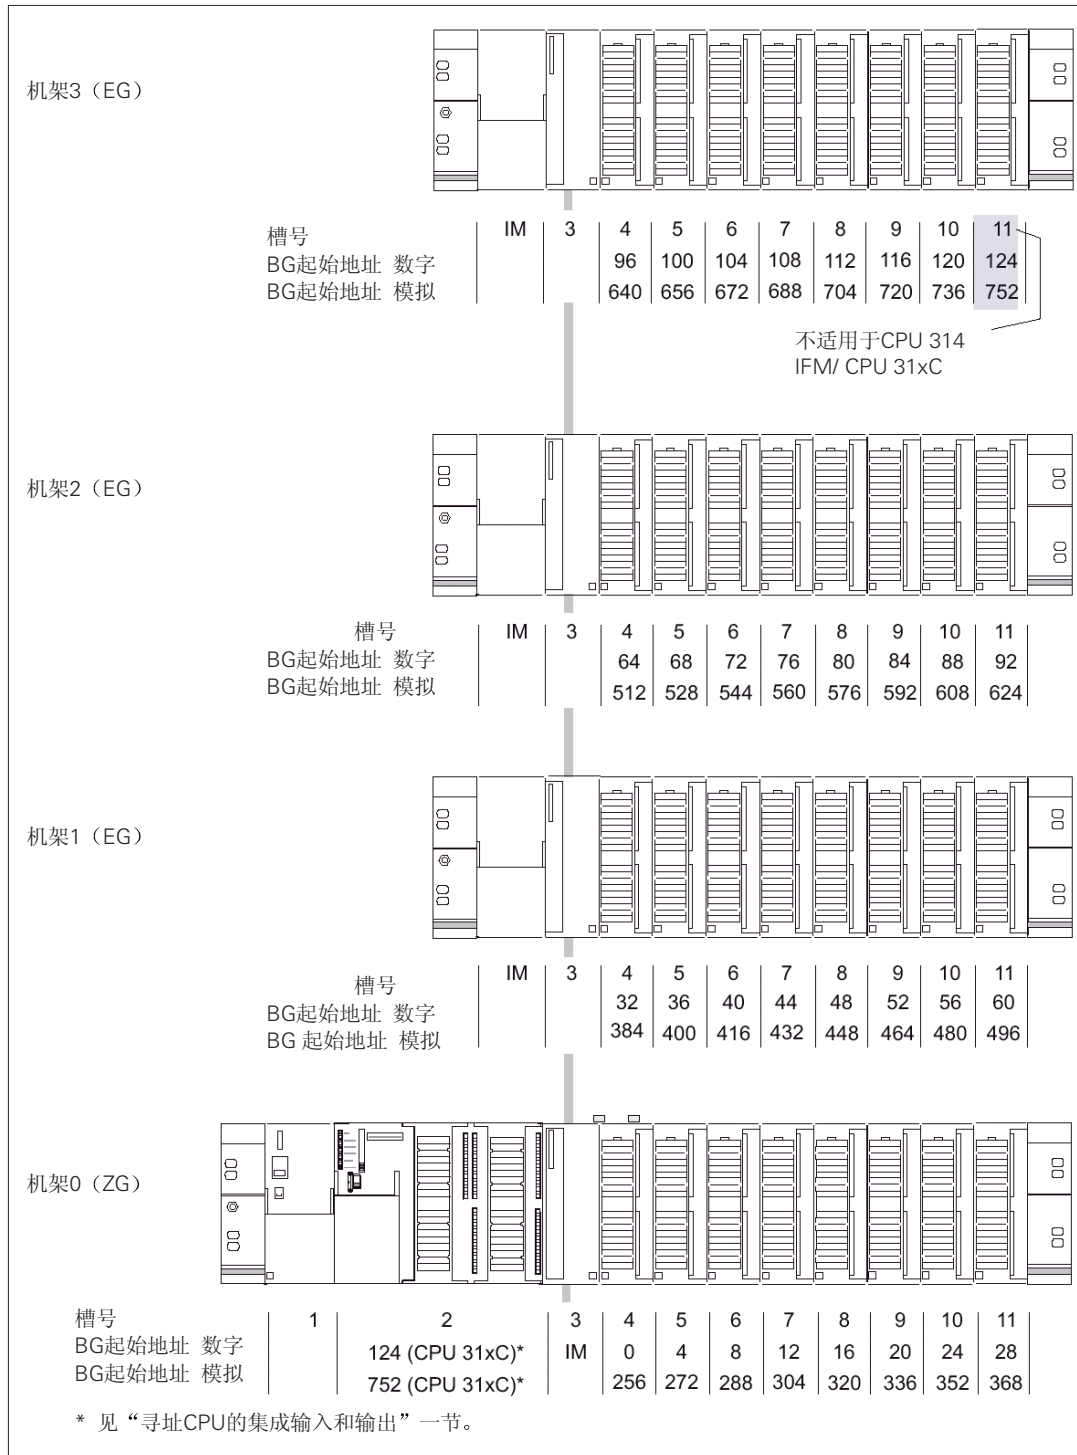 机架3（EG）
槽号 IM 3 4 5 6 7 8 9 10 11
BG起始地址 数字 96 100 104 108 112 116 120 124
BG起始地址 模拟 640 656 672 688 704 720 736 752
不适用于CPU 314
IFM/ CPU 31xC
机架2（EG）
槽号 IM 3 4 5 6 7 8 9 10 11
BG起始地址 数字 64 68 72 76 80 84 88 92
BG起始地址 模拟 512 528 544 560 576 592 608 624
机架1（EG）
槽号 IM 3 4 5 6 7 8 9 10 11
BG起始地址 数字 32 36 40 44 48 52 56 60
BG 起始地址 模拟 384 400 416 432 448 464 480 496
机架0（ZG）
槽号 1 2 3 4 5 6 7 8 9 10 11
BG起始地址 数字 124 (CPU 31xC)* IM 0 4 8 12 16 20 24 28
BG起始地址 模拟 752 (CPU 31xC)* 256 272 288 304 320 336 352 368
* 见“寻址CPU的集成输入和输出”一节。